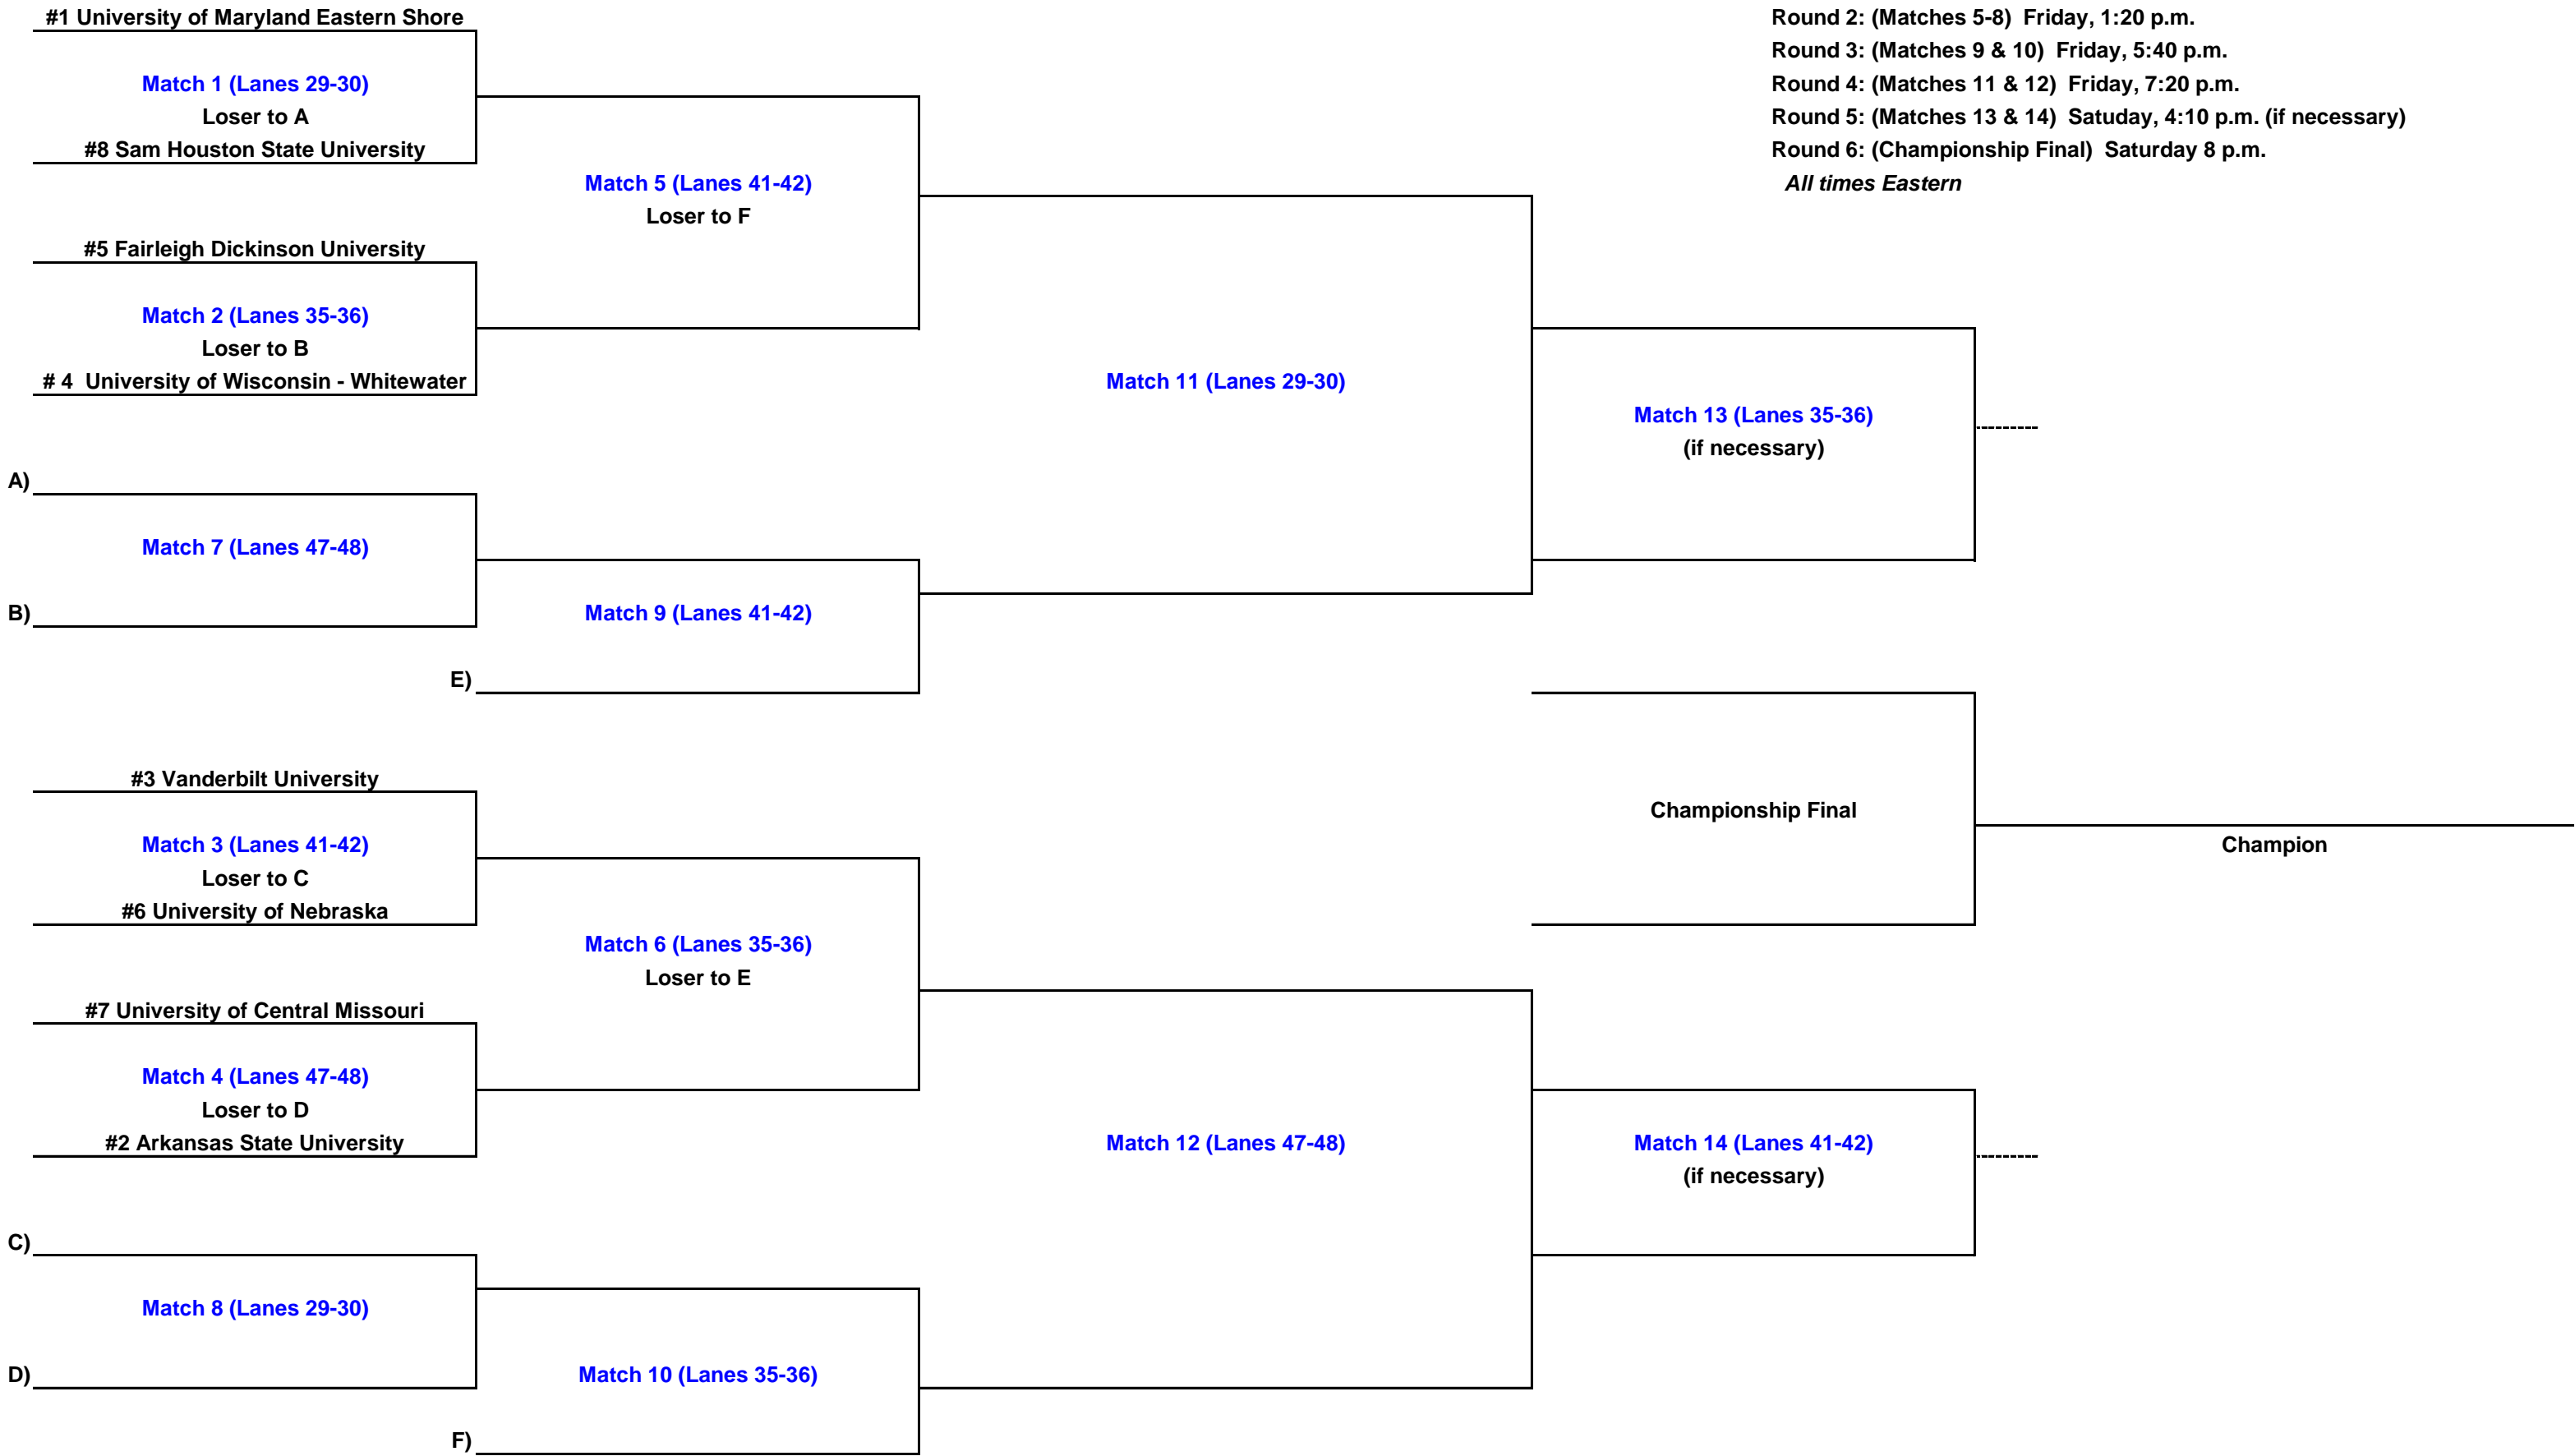 #1 University of Maryland Eastern Shore
Match 1 (Lanes 29-30)
Loser to A
#8 Sam Houston State University
Match 5 (Lanes 41-42)
Loser to F
#5 Fairleigh Dickinson University
Match 2 (Lanes 35-36)
Loser to B
# 4  University of Wisconsin - Whitewater
Match 11 (Lanes 29-30)
Match 13 (Lanes 35-36)
(if necessary)
A)
Match 7 (Lanes 47-48)
B)
Match 9 (Lanes 41-42)
E)
Round 2: (Matches 5-8)  Friday, 1:20 p.m.
Round 3: (Matches 9 & 10)  Friday, 5:40 p.m.
Round 4: (Matches 11 & 12)  Friday, 7:20 p.m.
Round 5: (Matches 13 & 14)  Satuday, 4:10 p.m. (if necessary)
Round 6: (Championship Final)  Saturday 8 p.m.
All times Eastern
#3 Vanderbilt University
Match 3 (Lanes 41-42)
Loser to C
#6 University of Nebraska
Championship Final
Champion
Match 6 (Lanes 35-36)
Loser to E
#7 University of Central Missouri
Match 4 (Lanes 47-48)
Loser to D
#2 Arkansas State University
Match 12 (Lanes 47-48)
Match 14 (Lanes 41-42)
(if necessary)
C)
Match 8 (Lanes 29-30)
D)
Match 10 (Lanes 35-36)
F)